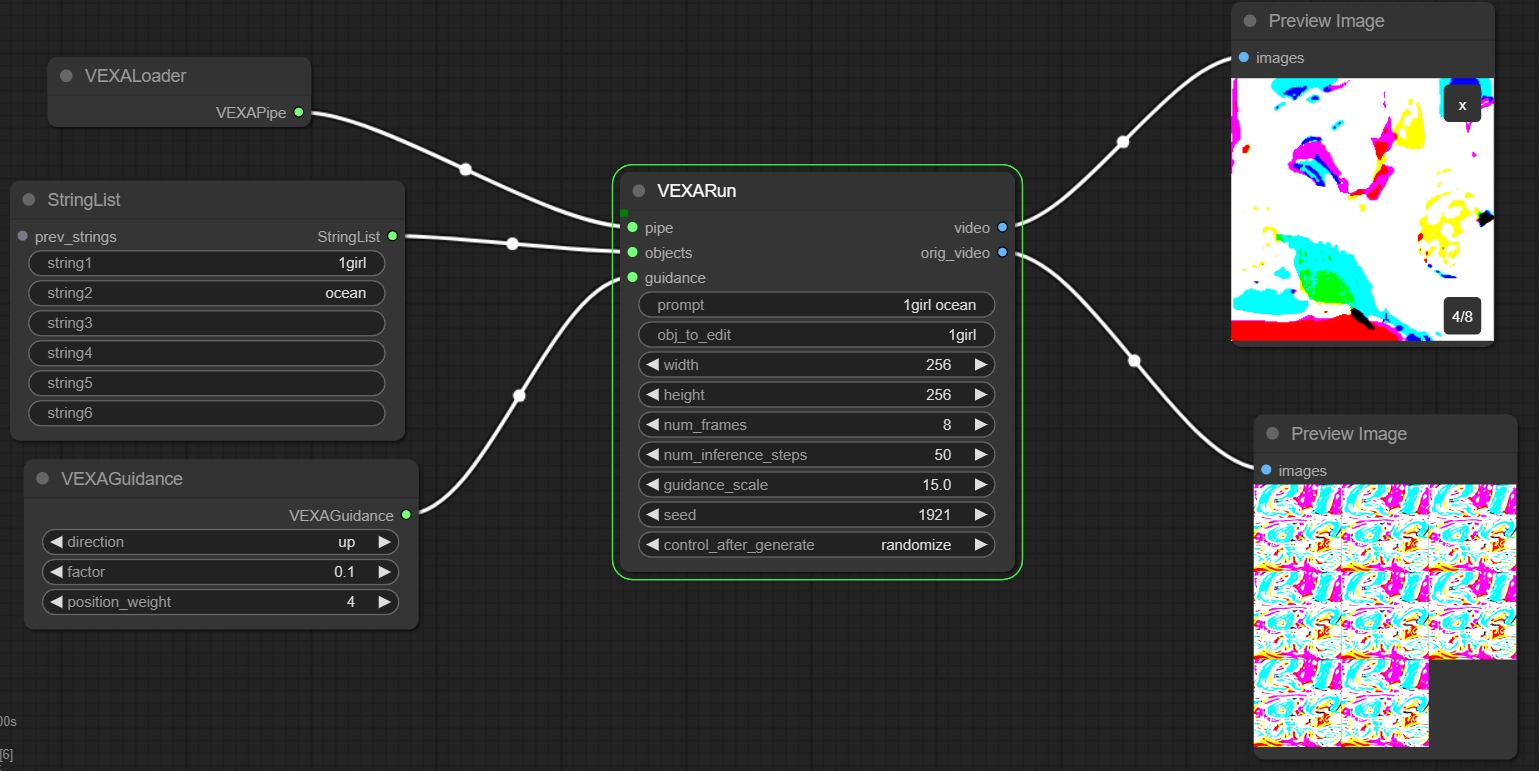 VEXALoader
VEXAPipe
StringList
prev_strings StringList
string1 1girl
string2 ocean
string3
string4
string5
string6
VEXAGuidance
VEXAGuidance
direction up
factor 0.1
position_weight 4
VEXARun
pipe video
objects orig_video
guidance
prompt 1girl ocean
obj_to_edit 1girl
width 256
height 256
num_frames 8
num_inference_steps 50
guidance_scale 15.0
seed 1921
control_after_generate randomize
Preview Image
images
x
4/8
Preview Image
images
00s
[6]